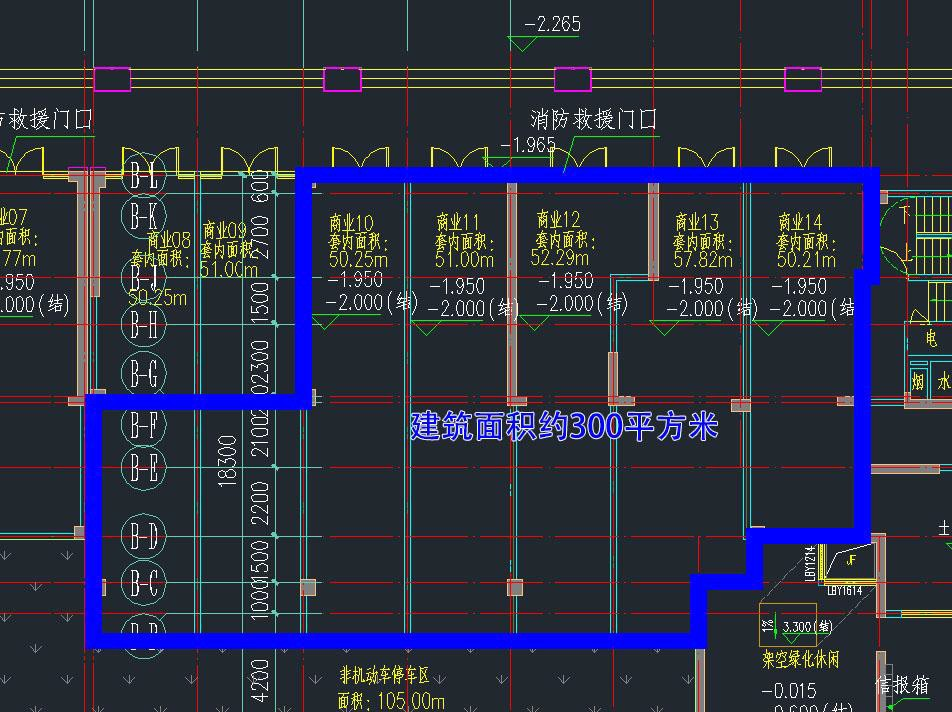 -2.265
救援门口
消防救援门口
-1.965
B-L
600
B-K
商业07
商业08
商业09
商业10
商业11
商业12
商业13
商业14
下
套内面积:
套内面积:
套内面积:
套内面积:
套内面积:
套内面积:
套内面积:
2700
50.25m
51.00m
50.25m
51.00m
52.29m
57.82m
50.21m
上
B-J
-1.950
-1.950
-1.950
-1.950
-1.950
1500
-2.000(结)
-2.000(结)
-2.000(结)
-2.000(结)
-2.000(结
B-H
电
2300
B-G
烟
水
B-F
2100
建筑面积约300平方米
18300
B-E
2200
B-D
1500
LBY1214
JF
B-C
LBY1614
1000
1%
3.300(结)
架空绿化休闲
4200
非机动车停车区
面积: 105.00m
-0.015
信报箱